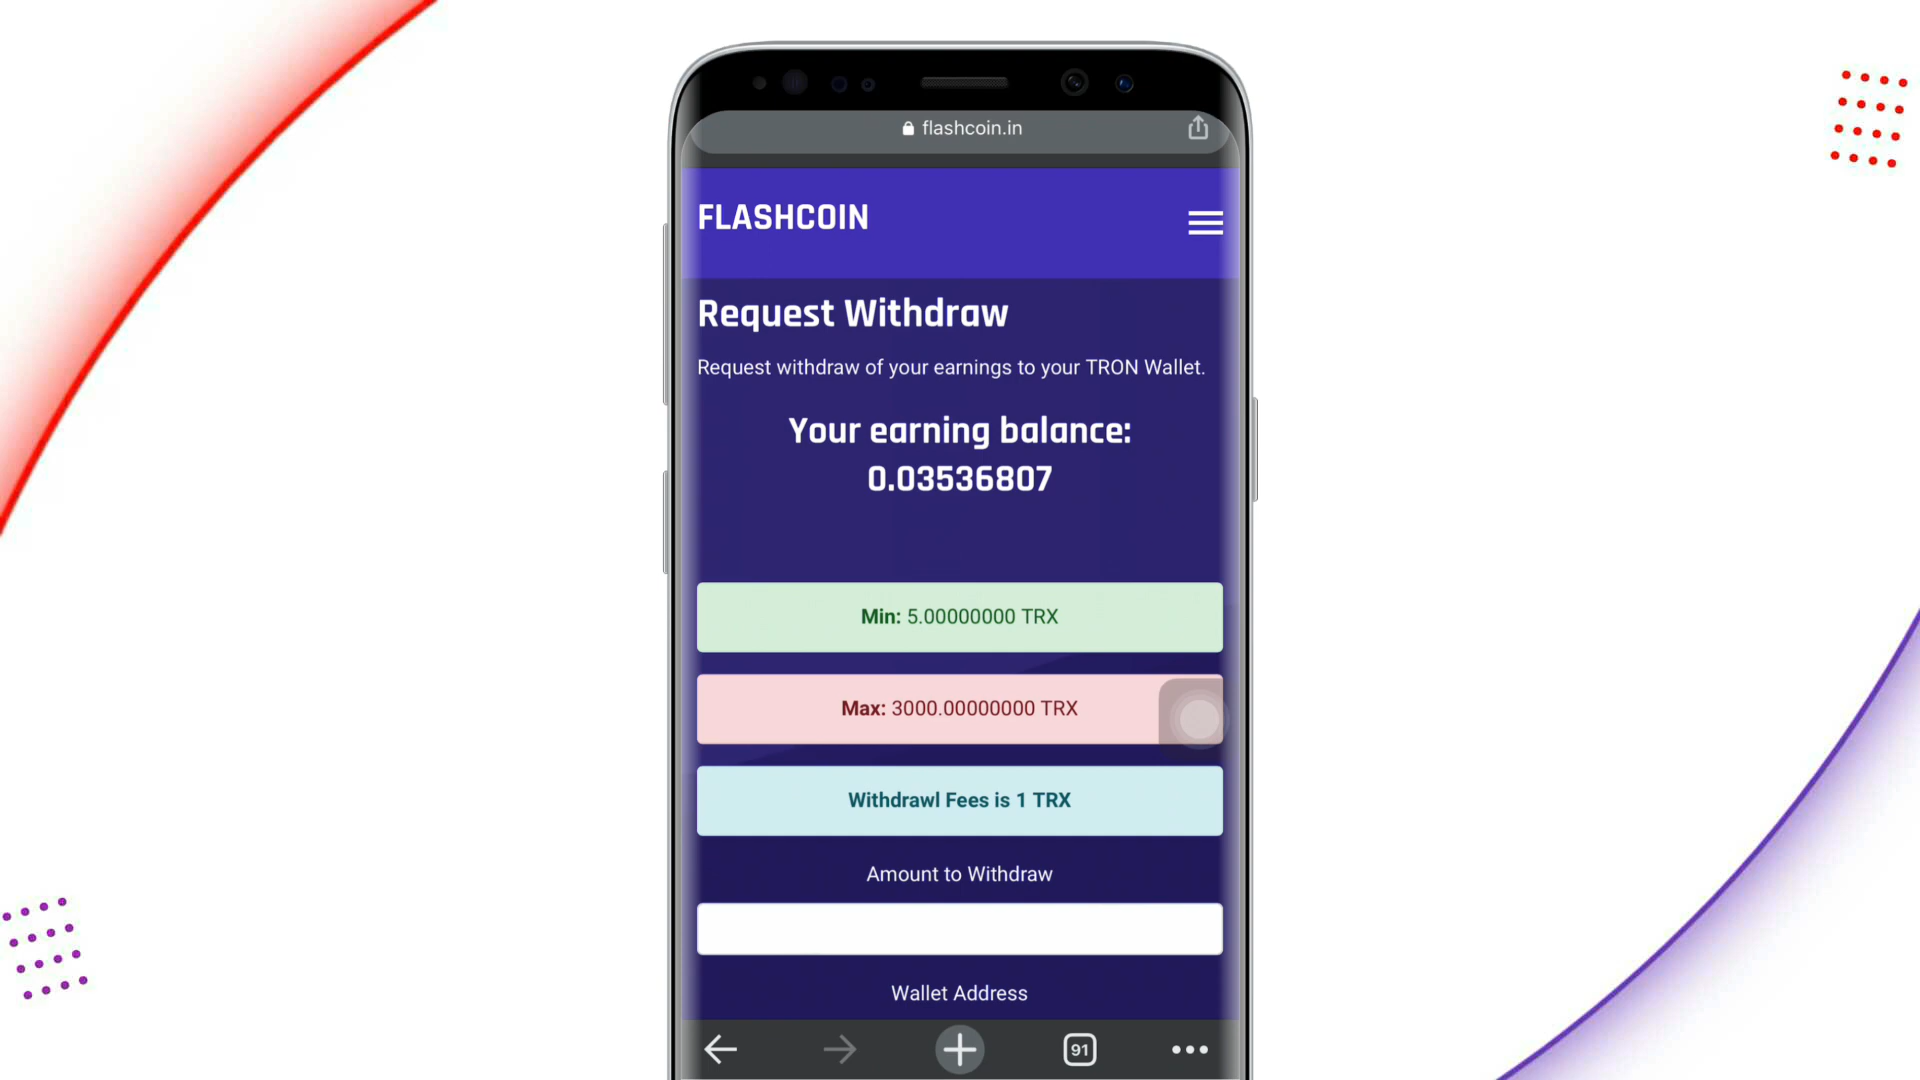 flashcoin.in
FLASHCOIN
Request Withdraw
Request withdraw of your earnings to your TRON Wallet.
Your earning balance:
0.03536807
Min: 5.00000000 TRX
Max: 3000.00000000 TRX
Withdrawl Fees is 1 TRX
Amount to Withdraw
Wallet Address
91